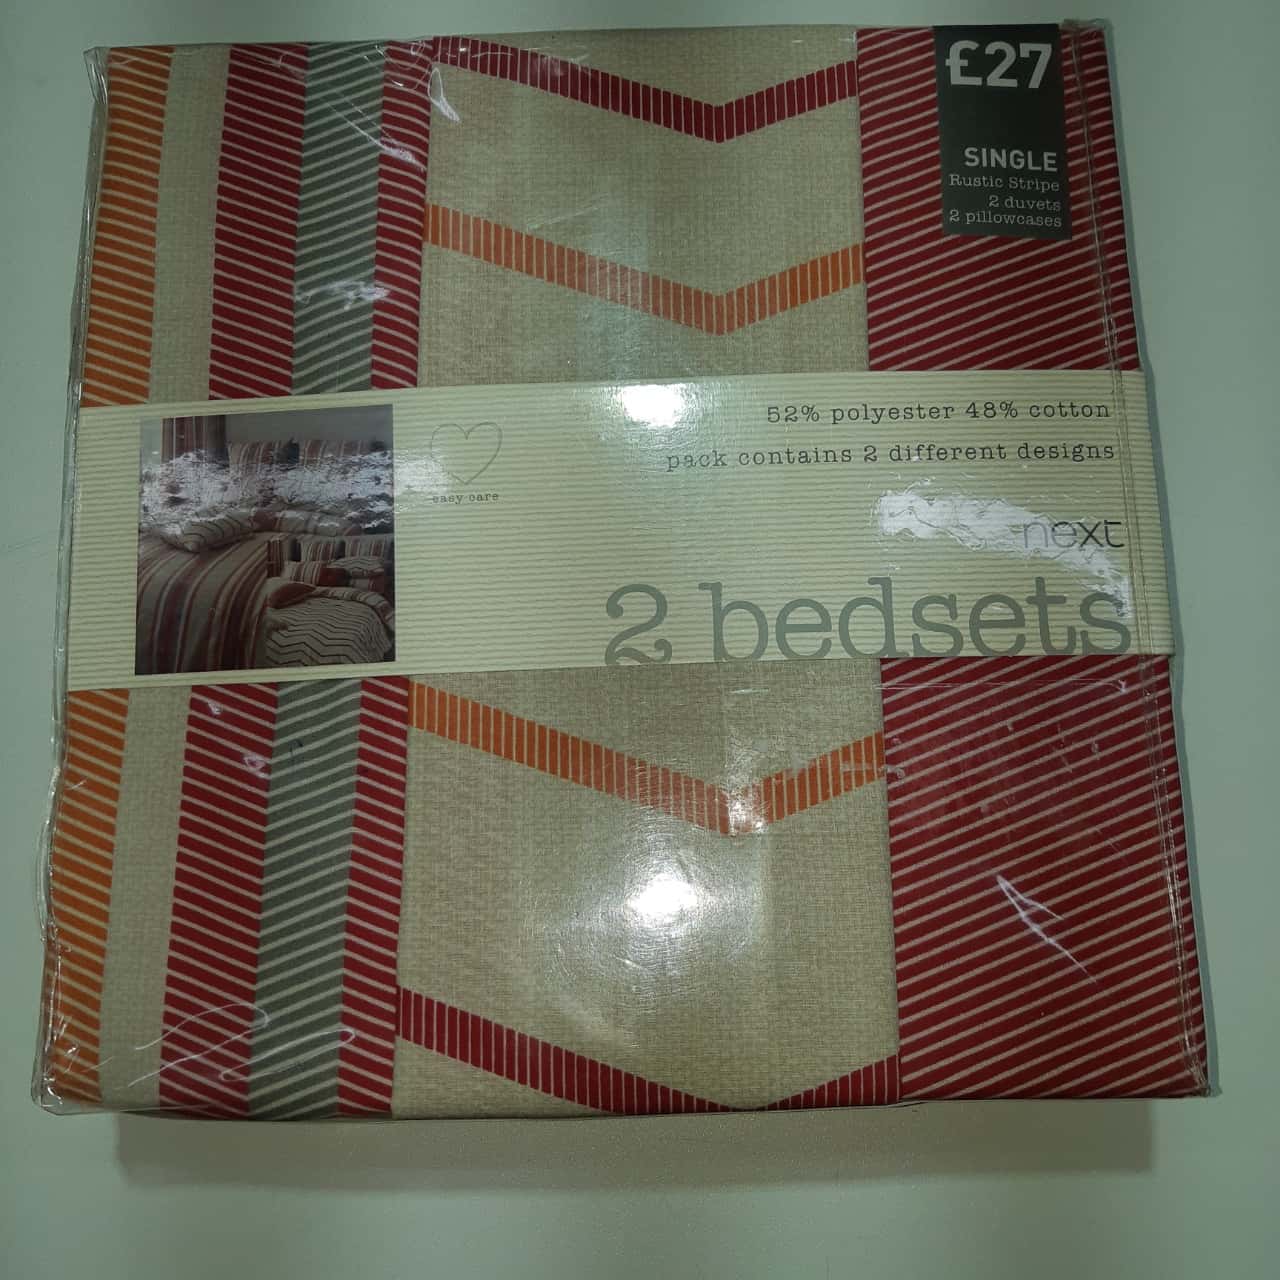 £27
SINGLE
Rustic Stripe
2 duvets
2 pillowcases
52% polyester 48% cotton
pack contains 2 different designs
easy care
next
2 bedsets